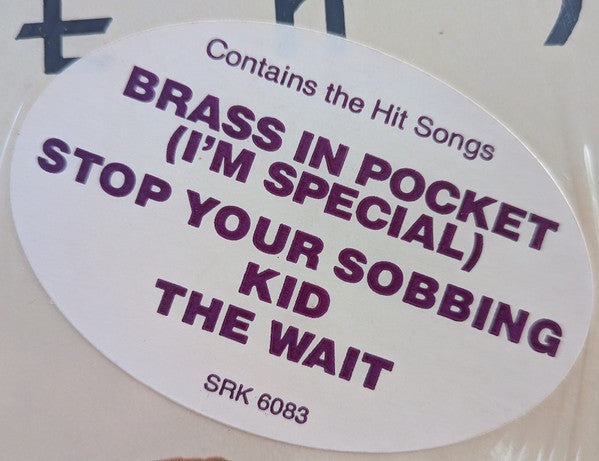 Contains the Hit Songs
BRASS IN POCKET
(I'M SPECIAL)
STOP YOUR SOBBING
KID
THE WAIT
SRK 6083